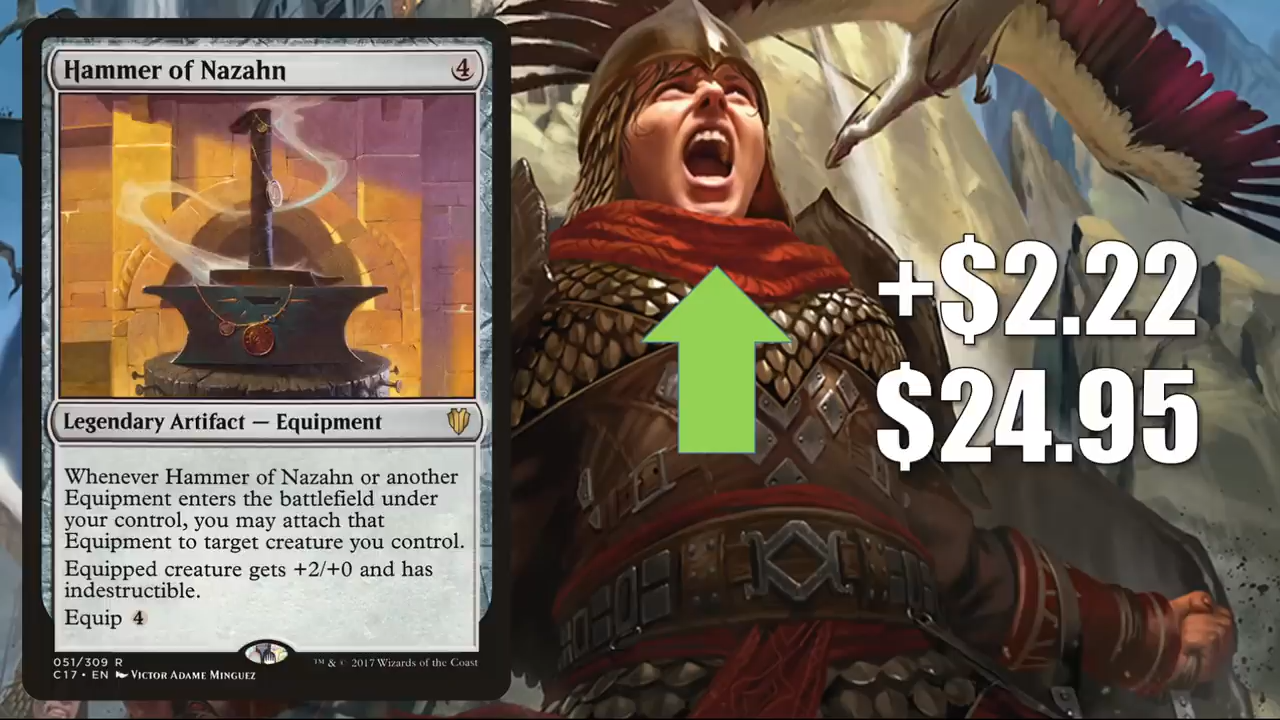 Hammer of Nazahn 4
Legendary Artifact — Equipment
Whenever Hammer of Nazahn or another
Equipment enters the battlefield under
your control, you may attach that
Equipment to target creature you control.
Equipped creature gets +2/+0 and has
indestructible.
Equip 4
051/309 R
C17 • EN Victor Adame Minguez
™ & © 2017 Wizards of the Coast
+$2.22
$24.95